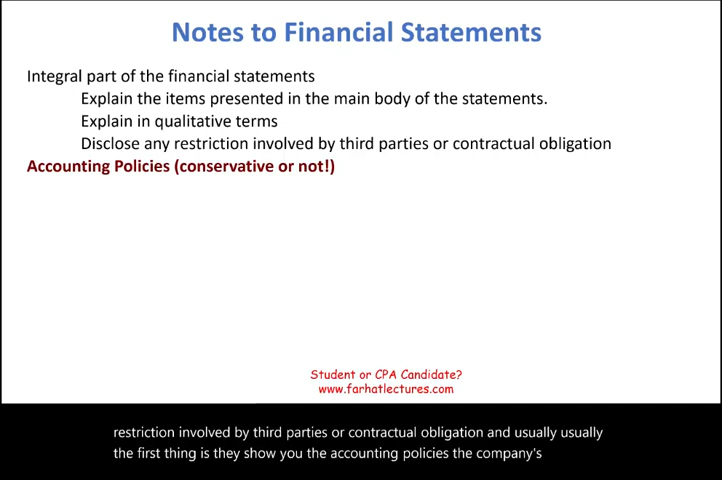 Notes to Financial Statements
Integral part of the financial statements
Explain the items presented in the main body of the statements.
Explain in qualitative terms
Disclose any restriction involved by third parties or contractual obligation
Accounting Policies (conservative or not!)
Student or CPA Candidate?
www.farhatlectures.com
restriction involved by third parties or contractual obligation and usually usually
the first thing is they show you the accounting policies the company's